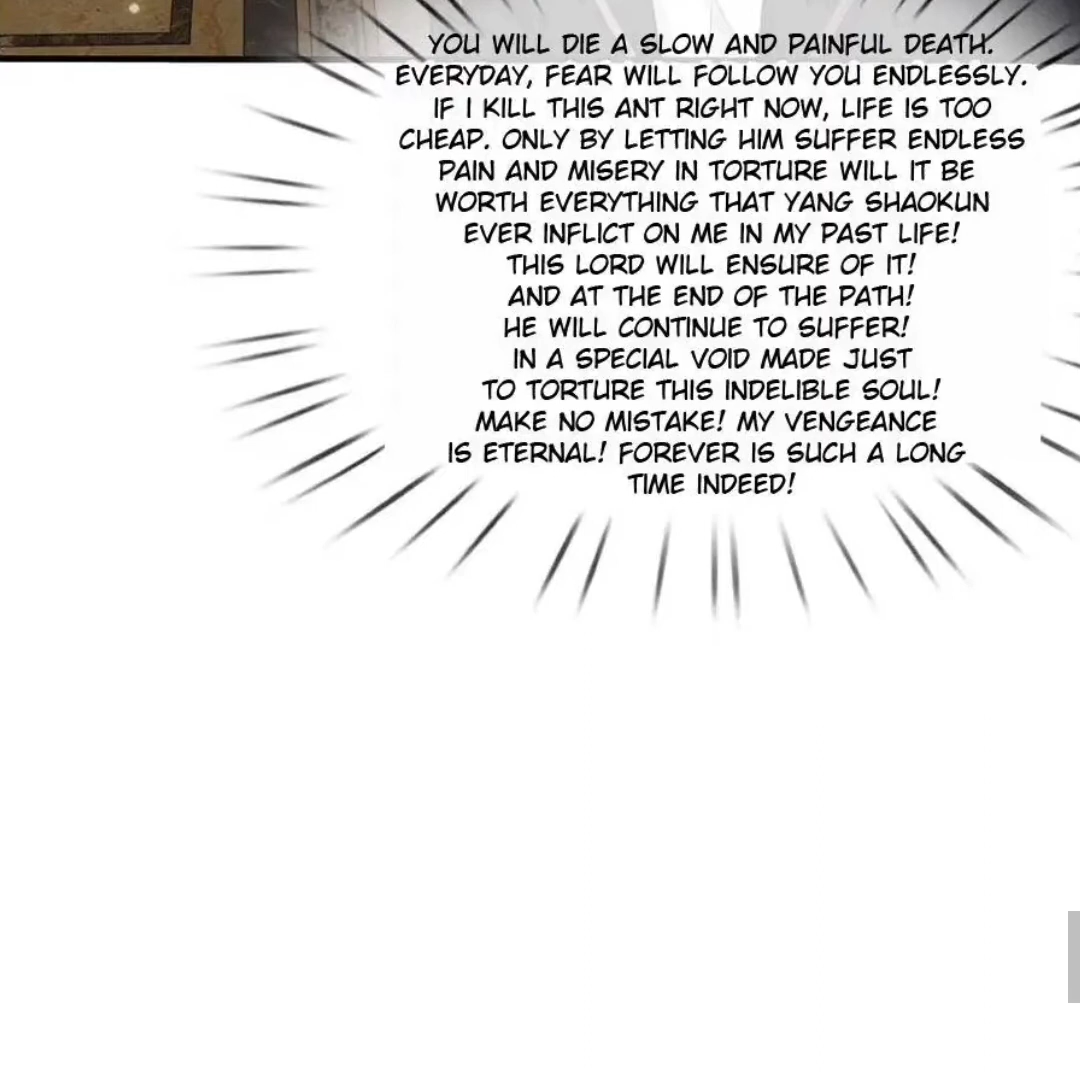 YOU WILL DIE A SLOW AND PAINFUL DEATH.
EVERYDAY, FEAR WILL FOLLOW YOU ENDLESSLY.
IF I KILL THIS ANT RIGHT NOW, LIFE IS TOO
CHEAP. ONLY BY LETTING HIM SUFFER ENDLESS
PAIN AND MISERY IN TORTURE WILL IT BE
WORTH EVERYTHING THAT YANG SHAOKUN
EVER INFLICT ON ME IN MY PAST LIFE!
THIS LORD WILL ENSURE OF IT!
AND AT THE END OF THE PATH!
HE WILL CONTINUE TO SUFFER!
IN A SPECIAL VOID MADE JUST
TO TORTURE THIS INDELIBLE SOUL!
MAKE NO MISTAKE! MY VENGEANCE
IS ETERNAL! FOREVER IS SUCH A LONG
TIME INDEED!